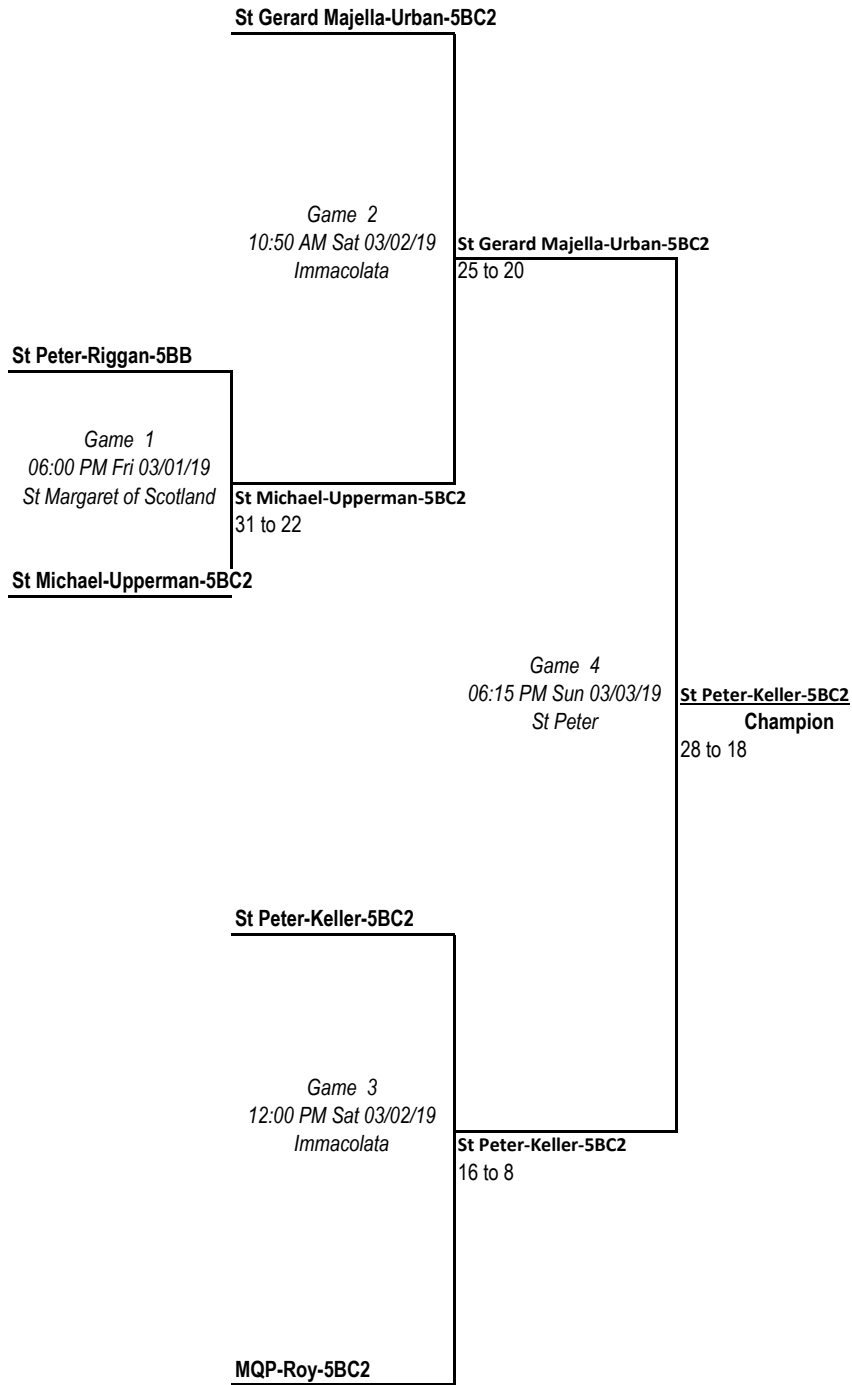 St Gerard Majella-Urban-5BC2
Game 2
10:50 AM Sat 03/02/19
Immacolata
St Gerard Majella-Urban-5BC2
25 to 20
St Peter-Riggan-5BB
Game 1
06:00 PM Fri 03/01/19
St Margaret of Scotland
St Michael-Upperman-5BC2
31 to 22
St Michael-Upperman-5BC2
Game 4
06:15 PM Sun 03/03/19
St Peter
St Peter-Keller-5BC2
Champion
28 to 18
St Peter-Keller-5BC2
Game 3
12:00 PM Sat 03/02/19
Immacolata
St Peter-Keller-5BC2
16 to 8
MQP-Roy-5BC2